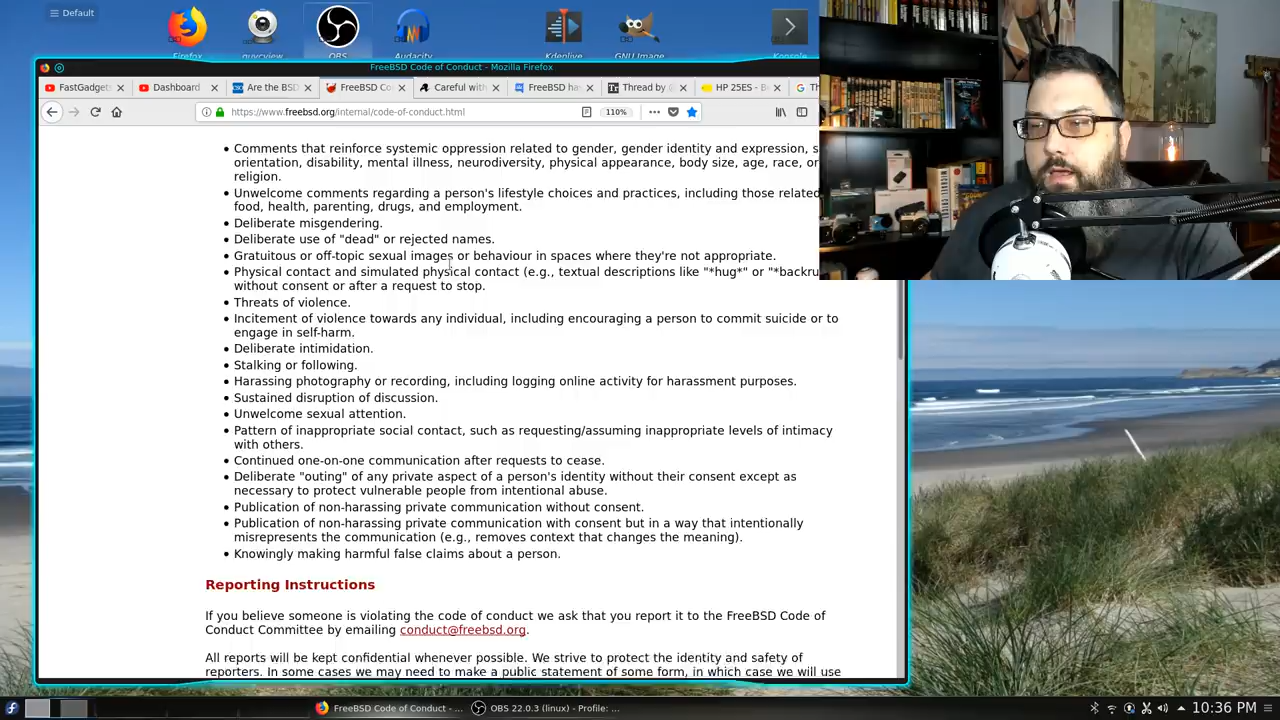 Default
Firefox
guvcview
OBS
Audacity
Kdenlive
GNU Image
Konsole
FreeBSD Code of Conduct - Mozilla Firefox
FastGadget
Dashboard
Are the BSD
FreeBSD Co
Careful with
FreeBSD ha
Thread by
HP 25ES - B
Th
https://www.freebsd.org/internal/code-of-conduct.html
110%
• Comments that reinforce systemic oppression related to gender, gender identity and expression, s
orientation, disability, mental illness, neurodiversity, physical appearance, body size, age, race, or
religion.
• Unwelcome comments regarding a person's lifestyle choices and practices, including those related
food, health, parenting, drugs, and employment.
• Deliberate misgendering.
• Deliberate use of "dead" or rejected names.
• Gratuitous or off-topic sexual images or behaviour in spaces where they're not appropriate.
• Physical contact and simulated physical contact (e.g., textual descriptions like "*hug*" or "*backru
without consent or after a request to stop.
• Threats of violence.
• Incitement of violence towards any individual, including encouraging a person to commit suicide or to
engage in self-harm.
• Deliberate intimidation.
• Stalking or following.
• Harassing photography or recording, including logging online activity for harassment purposes.
• Sustained disruption of discussion.
• Unwelcome sexual attention.
• Pattern of inappropriate social contact, such as requesting/assuming inappropriate levels of intimacy
with others.
• Continued one-on-one communication after requests to cease.
• Deliberate "outing" of any private aspect of a person's identity without their consent except as
necessary to protect vulnerable people from intentional abuse.
• Publication of non-harassing private communication without consent.
• Publication of non-harassing private communication with consent but in a way that intentionally
misrepresents the communication (e.g., removes context that changes the meaning).
• Knowingly making harmful false claims about a person.
Reporting Instructions
If you believe someone is violating the code of conduct we ask that you report it to the FreeBSD Code of
Conduct Committee by emailing conduct@freebsd.org.
All reports will be kept confidential whenever possible. We strive to protect the identity and safety of
reporters. In some cases we may need to make a public statement of some form, in which case we will use
FreeBSD Code of Conduct - ...
OBS 22.0.3 (linux) - Profile: ...
10:36 PM